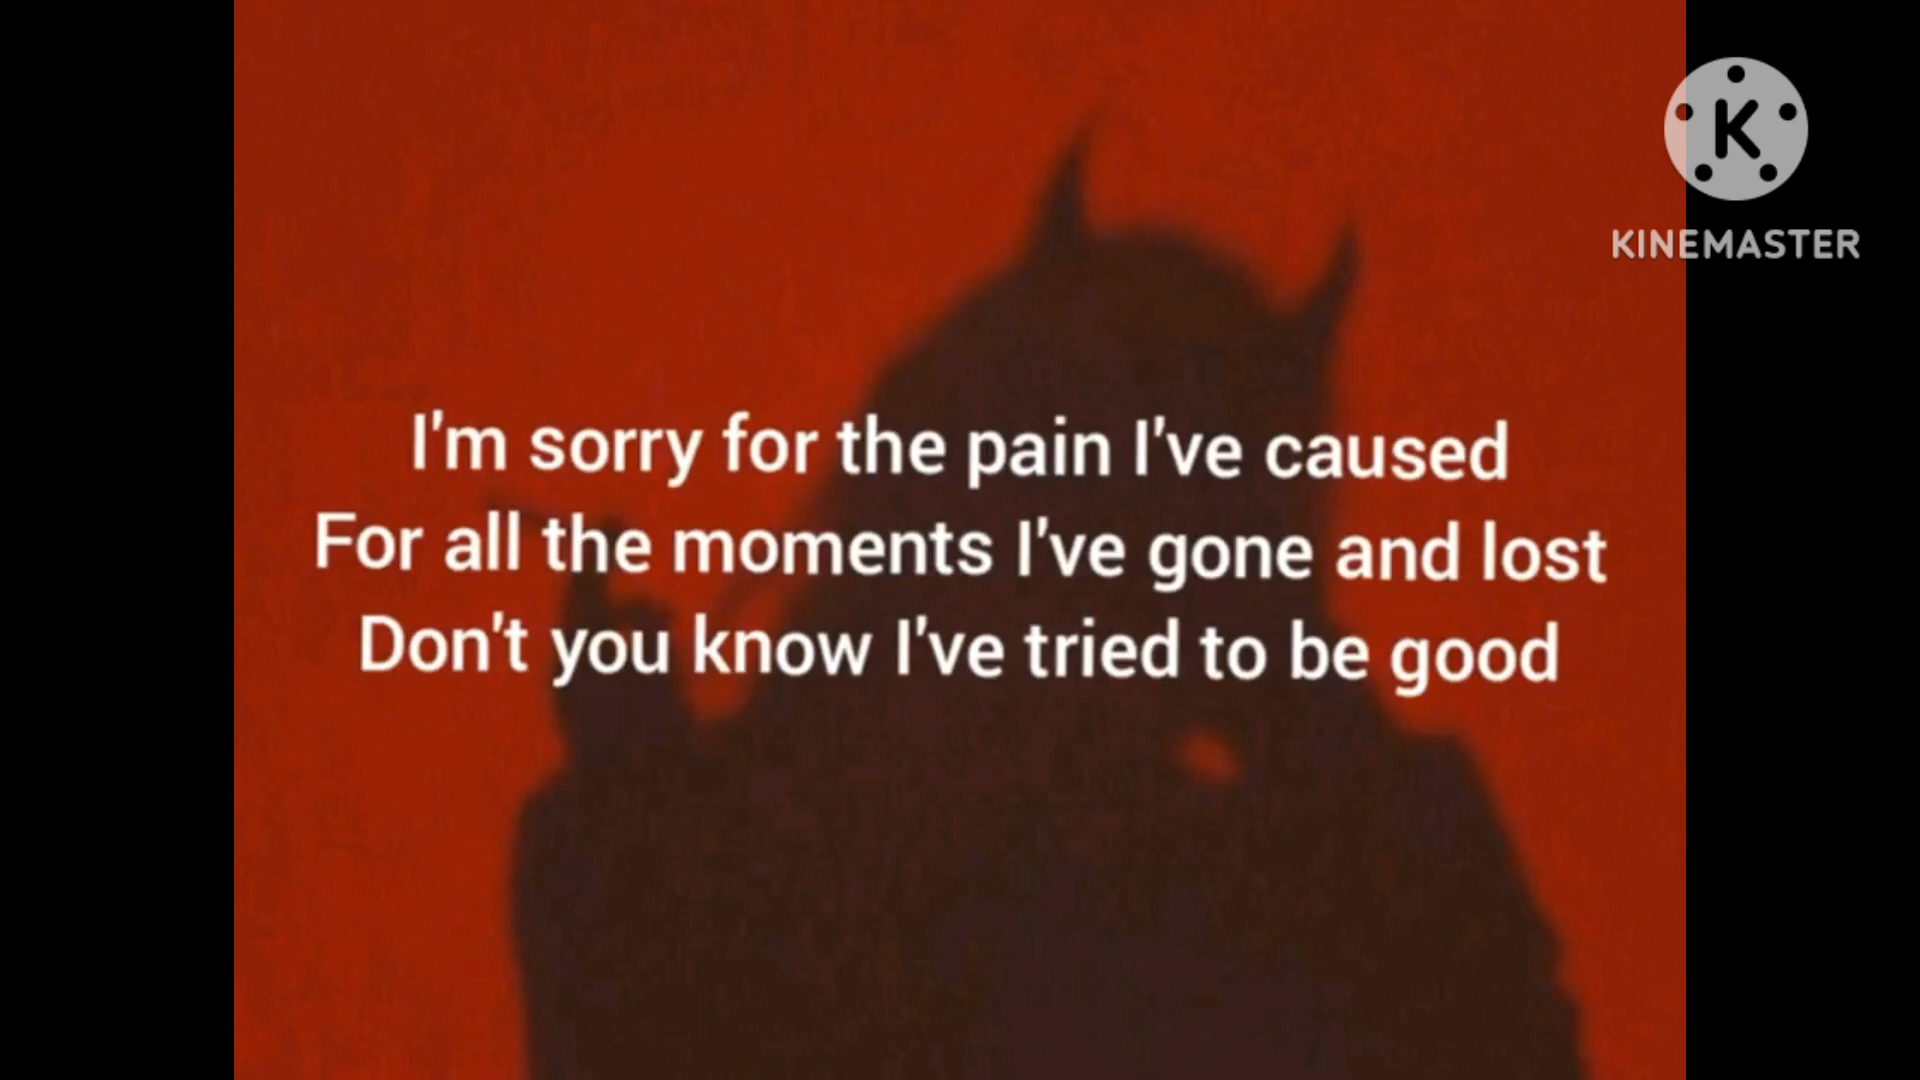 K
KINEMASTER
I'm sorry for the pain I've caused
For all the moments I've gone and lost
Don't you know I've tried to be good